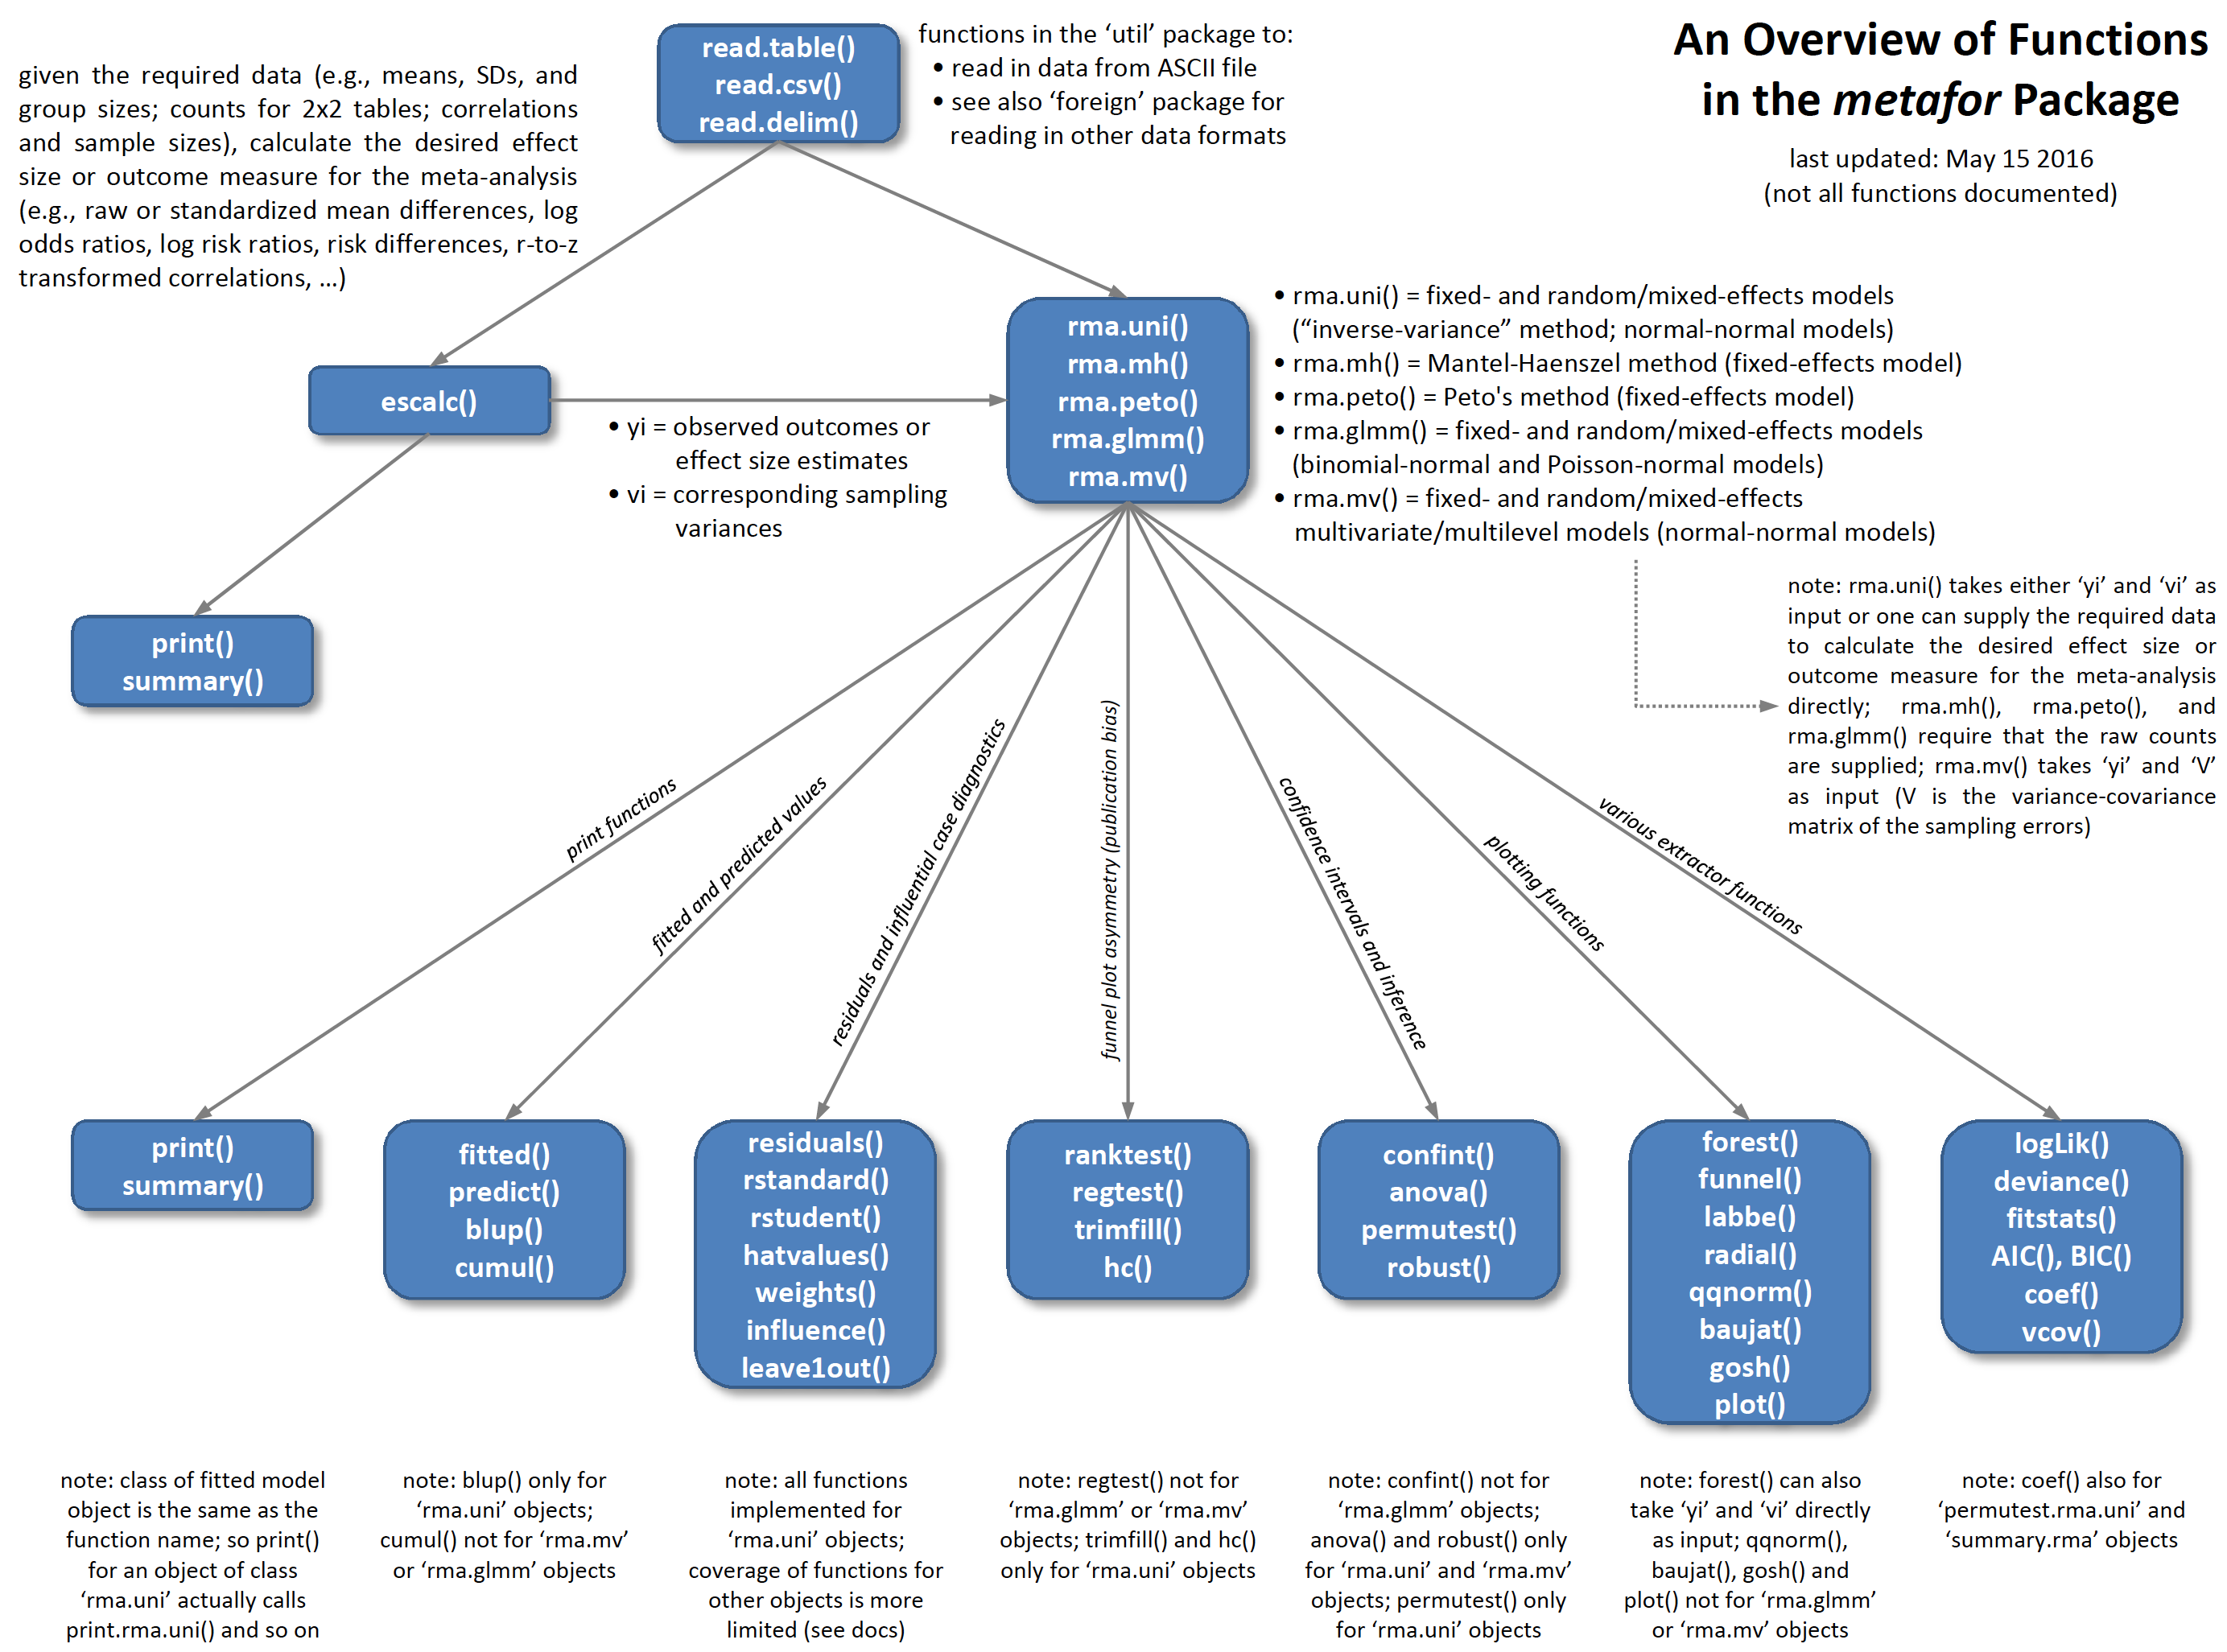 An Overview of Functions
in the metafor Package
last updated: May 15 2016
(not all functions documented)
given the required data (e.g., means, SDs, and
group sizes; counts for 2x2 tables; correlations
and sample sizes), calculate the desired effect
size or outcome measure for the meta-analysis
(e.g., raw or standardized mean differences, log
odds ratios, log risk ratios, risk differences, r-to-z
transformed correlations, ...)
read.table()
read.csv()
read.delim()
functions in the ‘util’ package to:
• read in data from ASCII file
• see also ‘foreign’ package for
reading in other data formats
escalc()
• yi = observed outcomes or
effect size estimates
• vi = corresponding sampling
variances
rma.uni()
rma.mh()
rma.peto()
rma.glmm()
rma.mv()
• rma.uni() = fixed- and random/mixed-effects models
(“inverse-variance” method; normal-normal models)
• rma.mh() = Mantel-Haenszel method (fixed-effects model)
• rma.peto() = Peto's method (fixed-effects model)
• rma.glmm() = fixed- and random/mixed-effects models
(binomial-normal and Poisson-normal models)
• rma.mv() = fixed- and random/mixed-effects
multivariate/multilevel models (normal-normal models)
note: rma.uni() takes either ‘yi’ and ‘vi’ as
input or one can supply the required data
to calculate the desired effect size or
outcome measure for the meta-analysis
directly; rma.mh(), rma.peto(), and
rma.glmm() require that the raw counts
are supplied; rma.mv() takes ‘yi’ and ‘V’
as input (V is the variance-covariance
matrix of the sampling errors)
print()
summary()
print functions
fitted and predicted values
residuals and influential case diagnostics
funnel plot asymmetry (publication bias)
confidence intervals and inference
plotting functions
various extractor functions
print()
summary()
fitted()
predict()
blup()
cumul()
residuals()
rstandard()
rstudent()
hatvalues()
weights()
influence()
leave1out()
ranktest()
regtest()
trimfill()
hc()
confint()
anova()
permutest()
robust()
forest()
funnel()
labbe()
radial()
qqnorm()
baujat()
gosh()
plot()
logLik()
deviance()
fitstats()
AIC(), BIC()
coef()
vcov()
note: class of fitted model
object is the same as the
function name; so print()
for an object of class
‘rma.uni’ actually calls
print.rma.uni() and so on
note: blup() only for
‘rma.uni’ objects;
cumul() not for ‘rma.mv’
or ‘rma.glmm’ objects
note: all functions
implemented for
‘rma.uni’ objects;
coverage of functions for
other objects is more
limited (see docs)
note: regtest() not for
‘rma.glmm’ or ‘rma.mv’
objects; trimfill() and hc()
only for ‘rma.uni’ objects
note: confint() not for
‘rma.glmm’ objects;
anova() and robust() only
for ‘rma.uni’ and ‘rma.mv’
objects; permutest() only
for ‘rma.uni’ objects
note: forest() can also
take ‘yi’ and ‘vi’ directly
as input; qqnorm(),
baujat(), gosh() and
plot() not for ‘rma.glmm’
or ‘rma.mv’ objects
note: coef() also for
‘permutest.rma.uni’ and
‘summary.rma’ objects